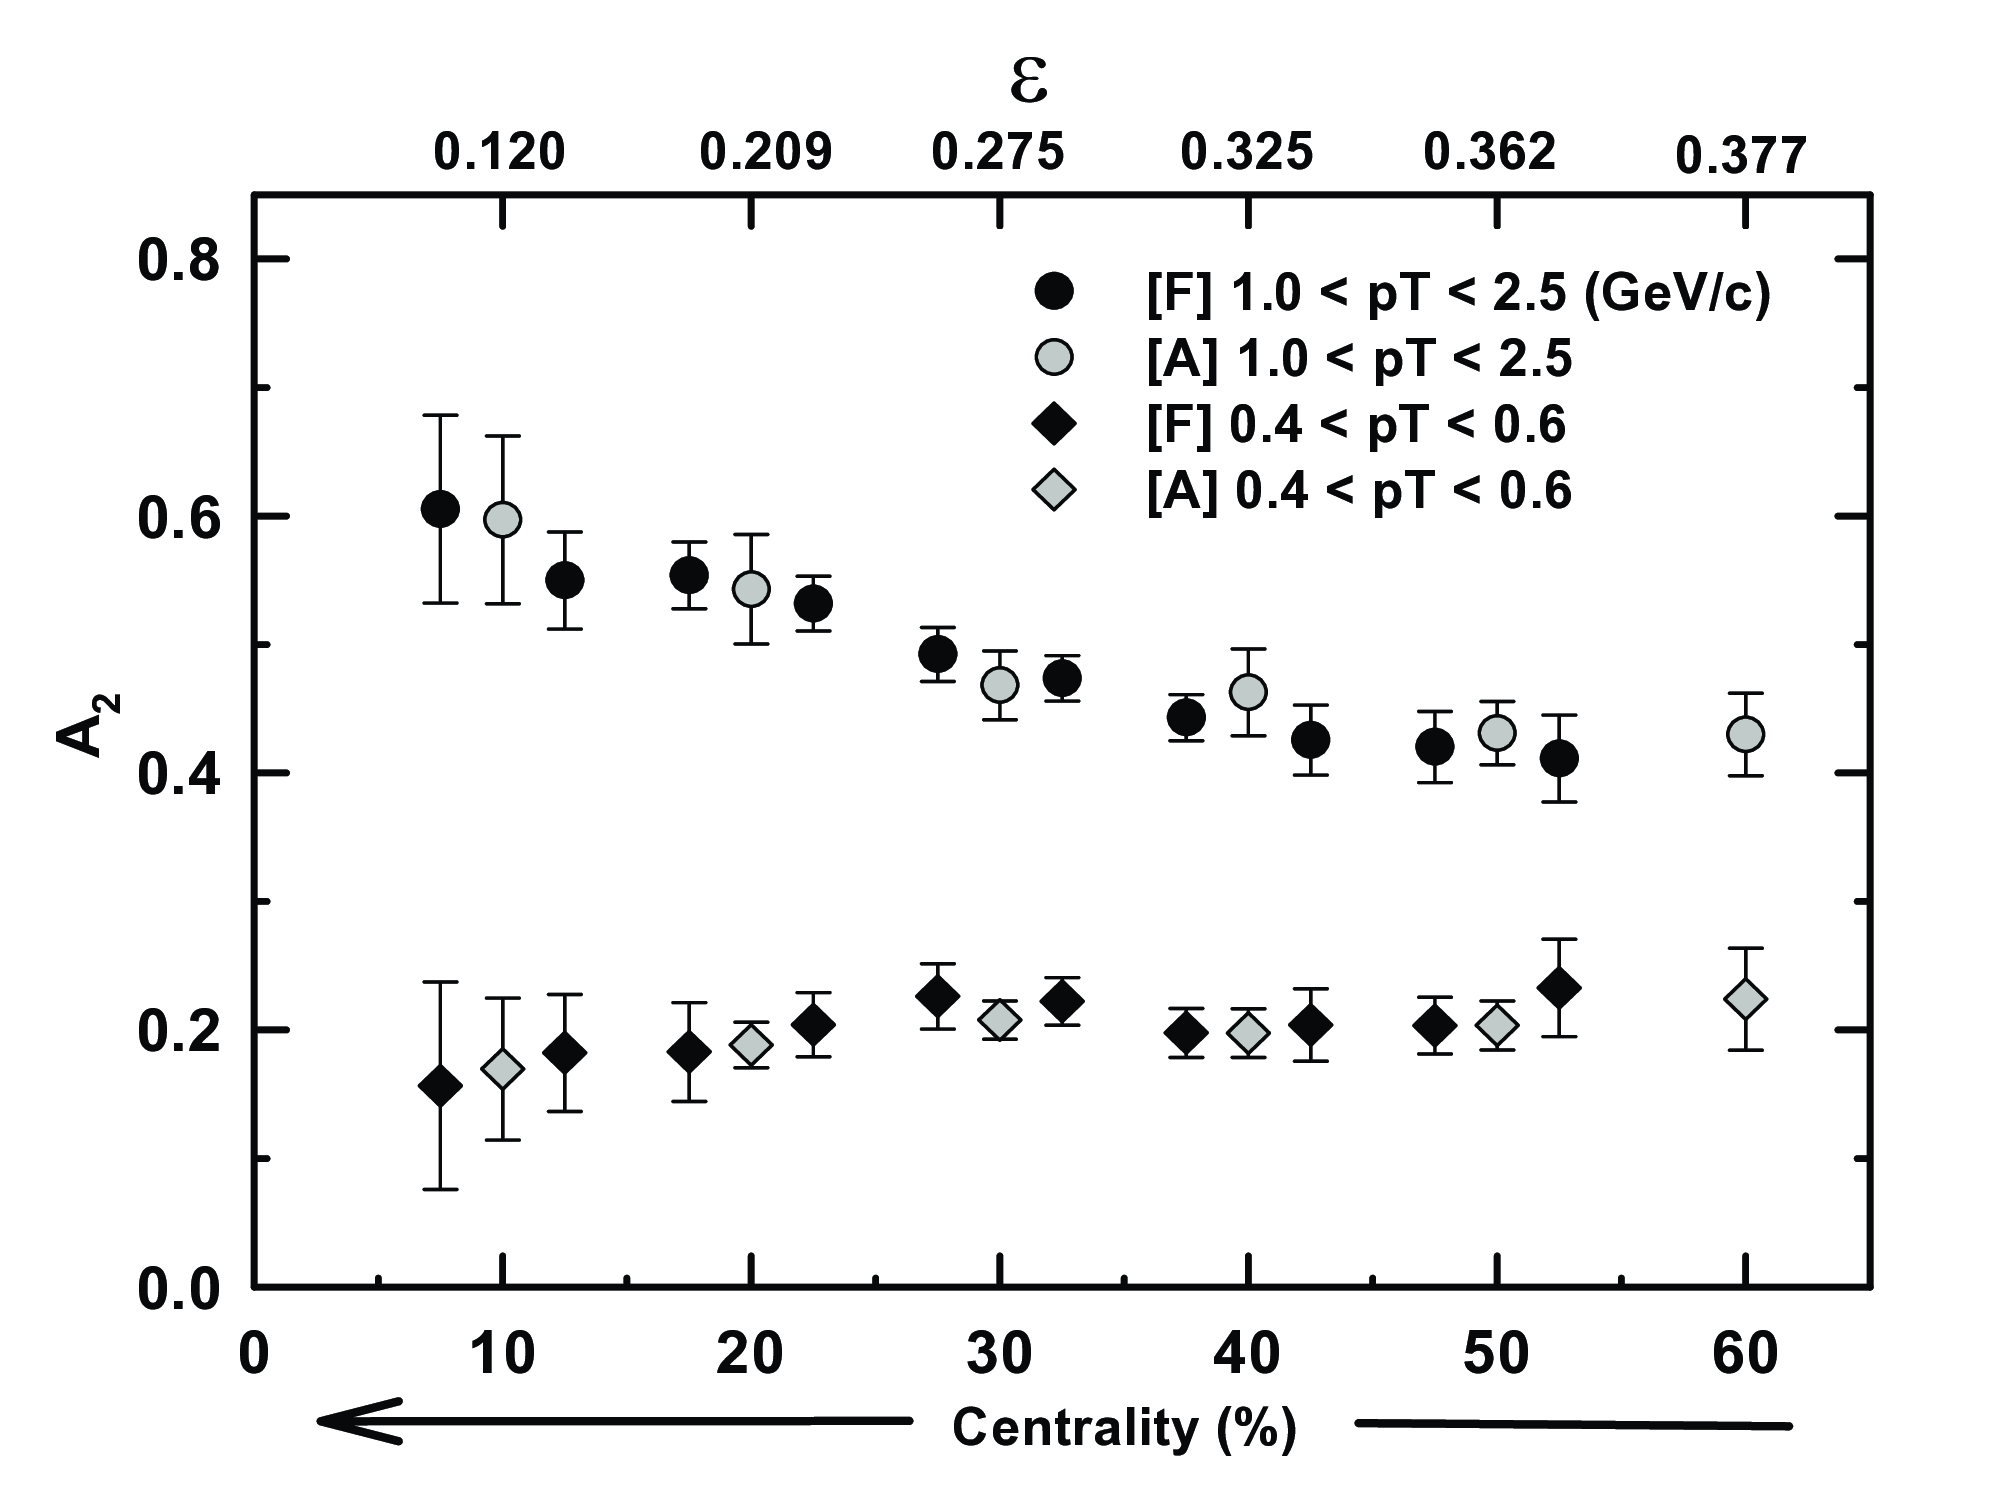 ε
0.120 0.209 0.275 0.325 0.362 0.377
0.8
[F] 1.0 < pT < 2.5 (GeV/c)
[A] 1.0 < pT < 2.5
[F] 0.4 < pT < 0.6
[A] 0.4 < pT < 0.6
0.6
A2
0.4
0.2
0.0
0 10 20 30 40 50 60
Centrality (%)